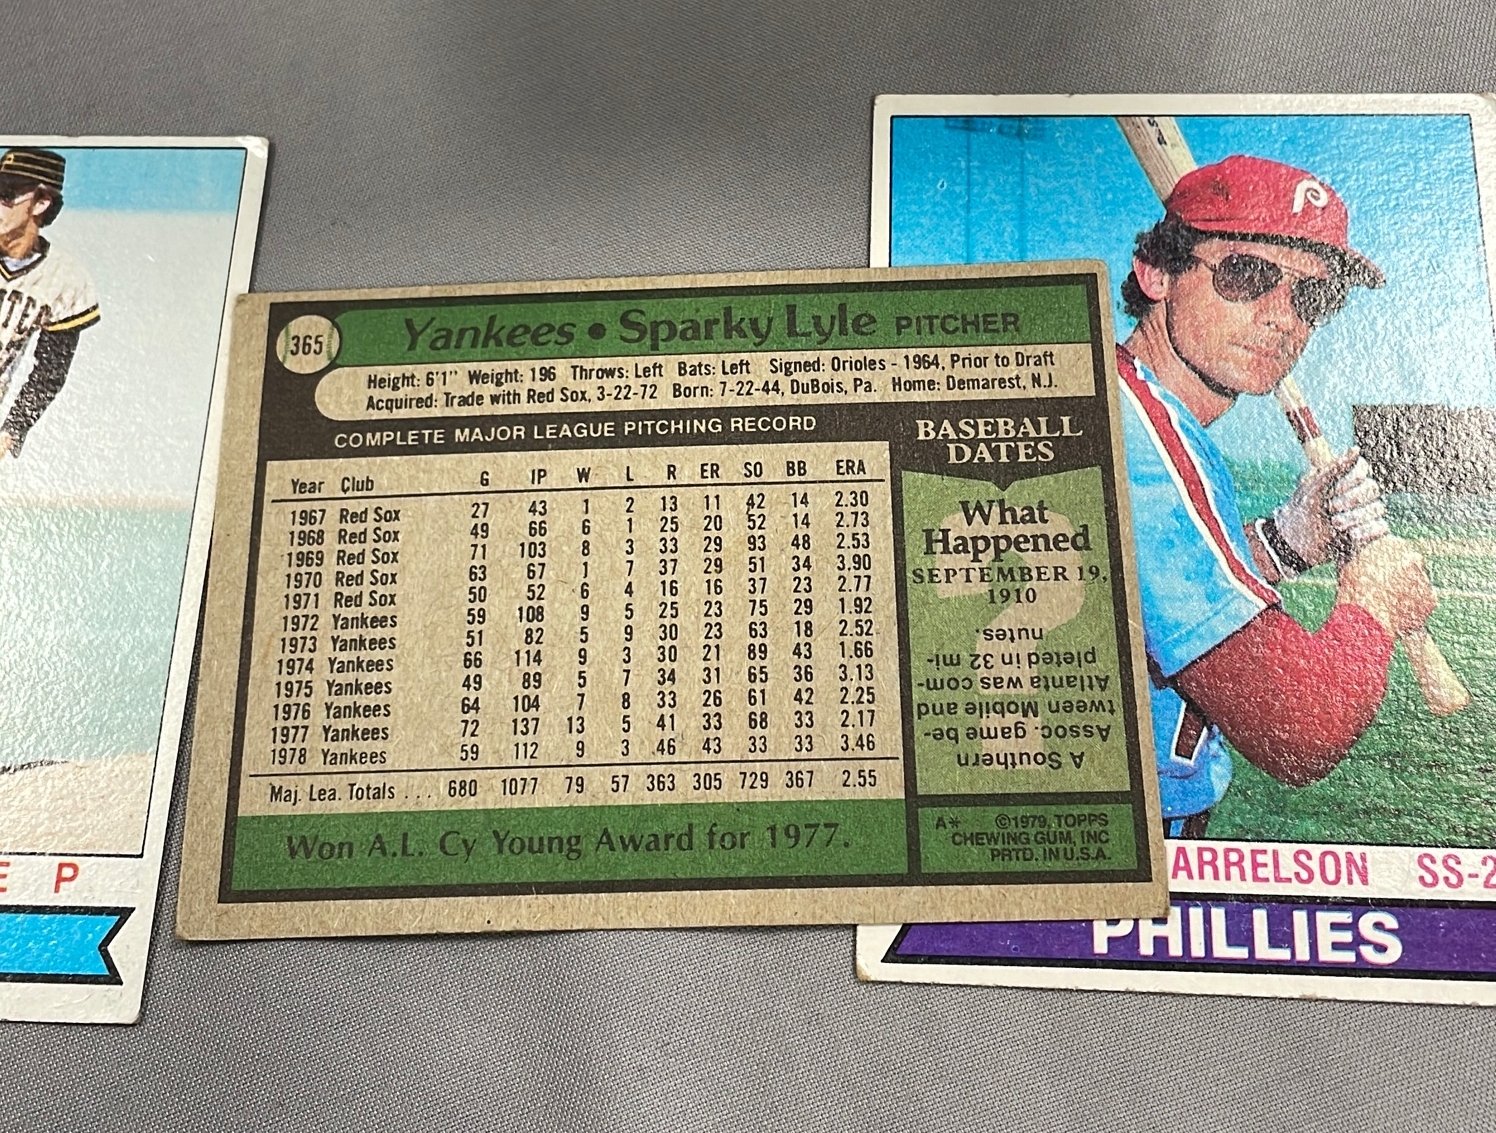 365
Yankees • Sparky Lyle PITCHER
Height: 6'1" Weight: 196 Throws: Left Bats: Left Signed: Orioles - 1964, Prior to Draft
Acquired: Trade with Red Sox, 3-22-72 Born: 7-22-44, DuBois, Pa. Home: Demarest, N.J.
COMPLETE MAJOR LEAGUE PITCHING RECORD
Year Club G IP W L R ER SO BB ERA
1967 Red Sox 27 43 1 2 13 11 42 14 2.30
1968 Red Sox 49 66 6 1 25 20 52 14 2.73
1969 Red Sox 71 103 8 3 33 29 93 48 2.53
1970 Red Sox 63 67 1 7 37 29 51 34 3.90
1971 Red Sox 50 52 6 4 16 16 37 23 2.77
1972 Yankees 59 108 9 5 25 23 75 29 1.92
1973 Yankees 51 82 5 9 30 23 63 18 2.52
1974 Yankees 66 114 9 3 30 21 89 43 1.66
1975 Yankees 49 89 5 7 34 31 65 36 3.13
1976 Yankees 64 104 7 8 33 26 61 42 2.25
1977 Yankees 72 137 13 5 41 33 68 33 2.17
1978 Yankees 59 112 9 3 46 43 33 33 3.46
Maj. Lea. Totals ... 680 1077 79 57 363 305 729 367 2.55
Won A.L. Cy Young Award for 1977.
BASEBALL
DATES
What
Happened
SEPTEMBER 19,
1910
A Southern
Assoc. game be-
tween Mobile and
Atlanta was com-
pleted in 32 mi-
nutes.
A* ©1979, TOPPS
CHEWING GUM, INC
PRTD. IN U.S.A.
P
ARRELSON SS-2
PHILLIES
P